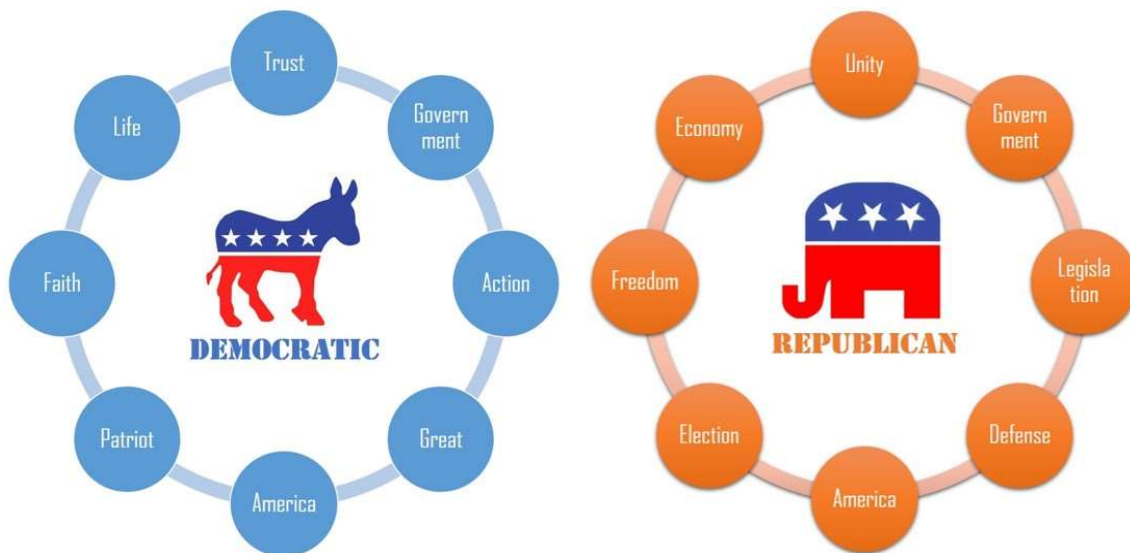 Trust
Govern
ment
Action
Great
America
Patriot
Faith
Life
DEMOCRATIC
Unity
Govern
ment
Legisla
tion
Defense
America
Election
Freedom
Economy
REPUBLICAN